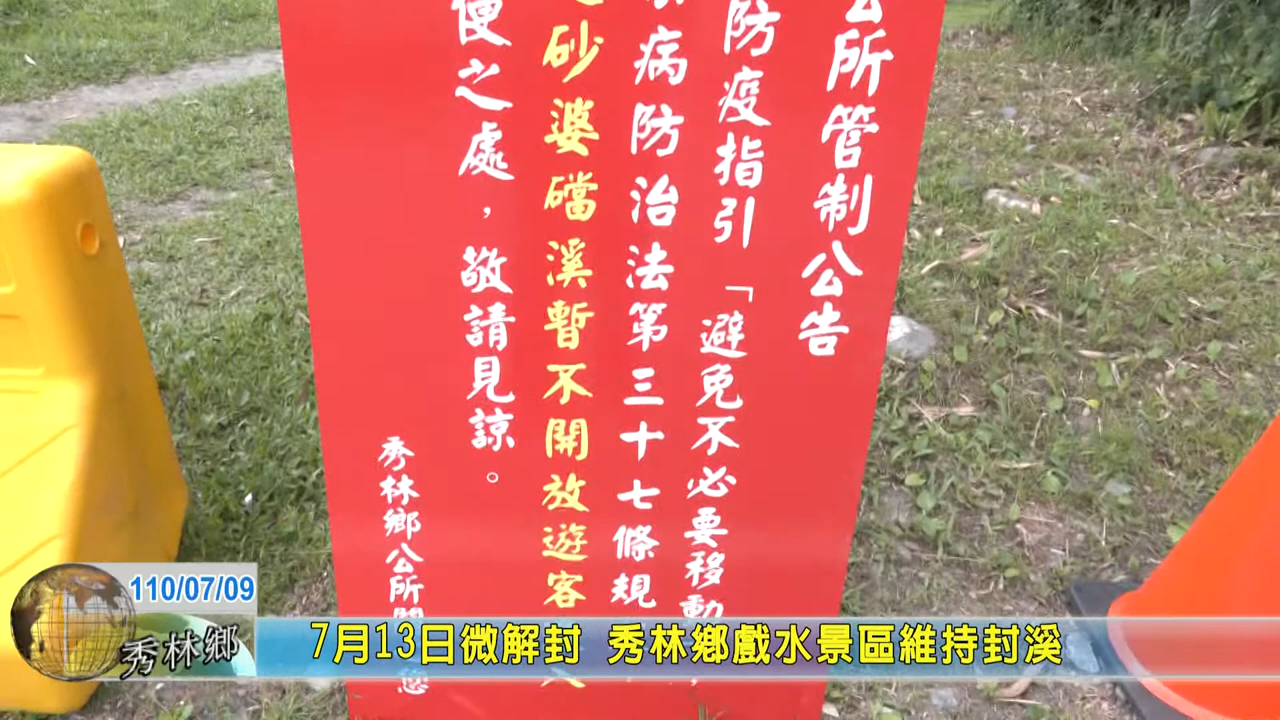 公所管制公告
防疫指引「避免不必要移動
病防治法第三十七條規
砂婆礑溪暫不開放遊客
便之處，敬請見諒。
秀林鄉公所關
您
110/07/09
秀林鄉
7月13日微解封 秀林鄉戲水景區維持封溪